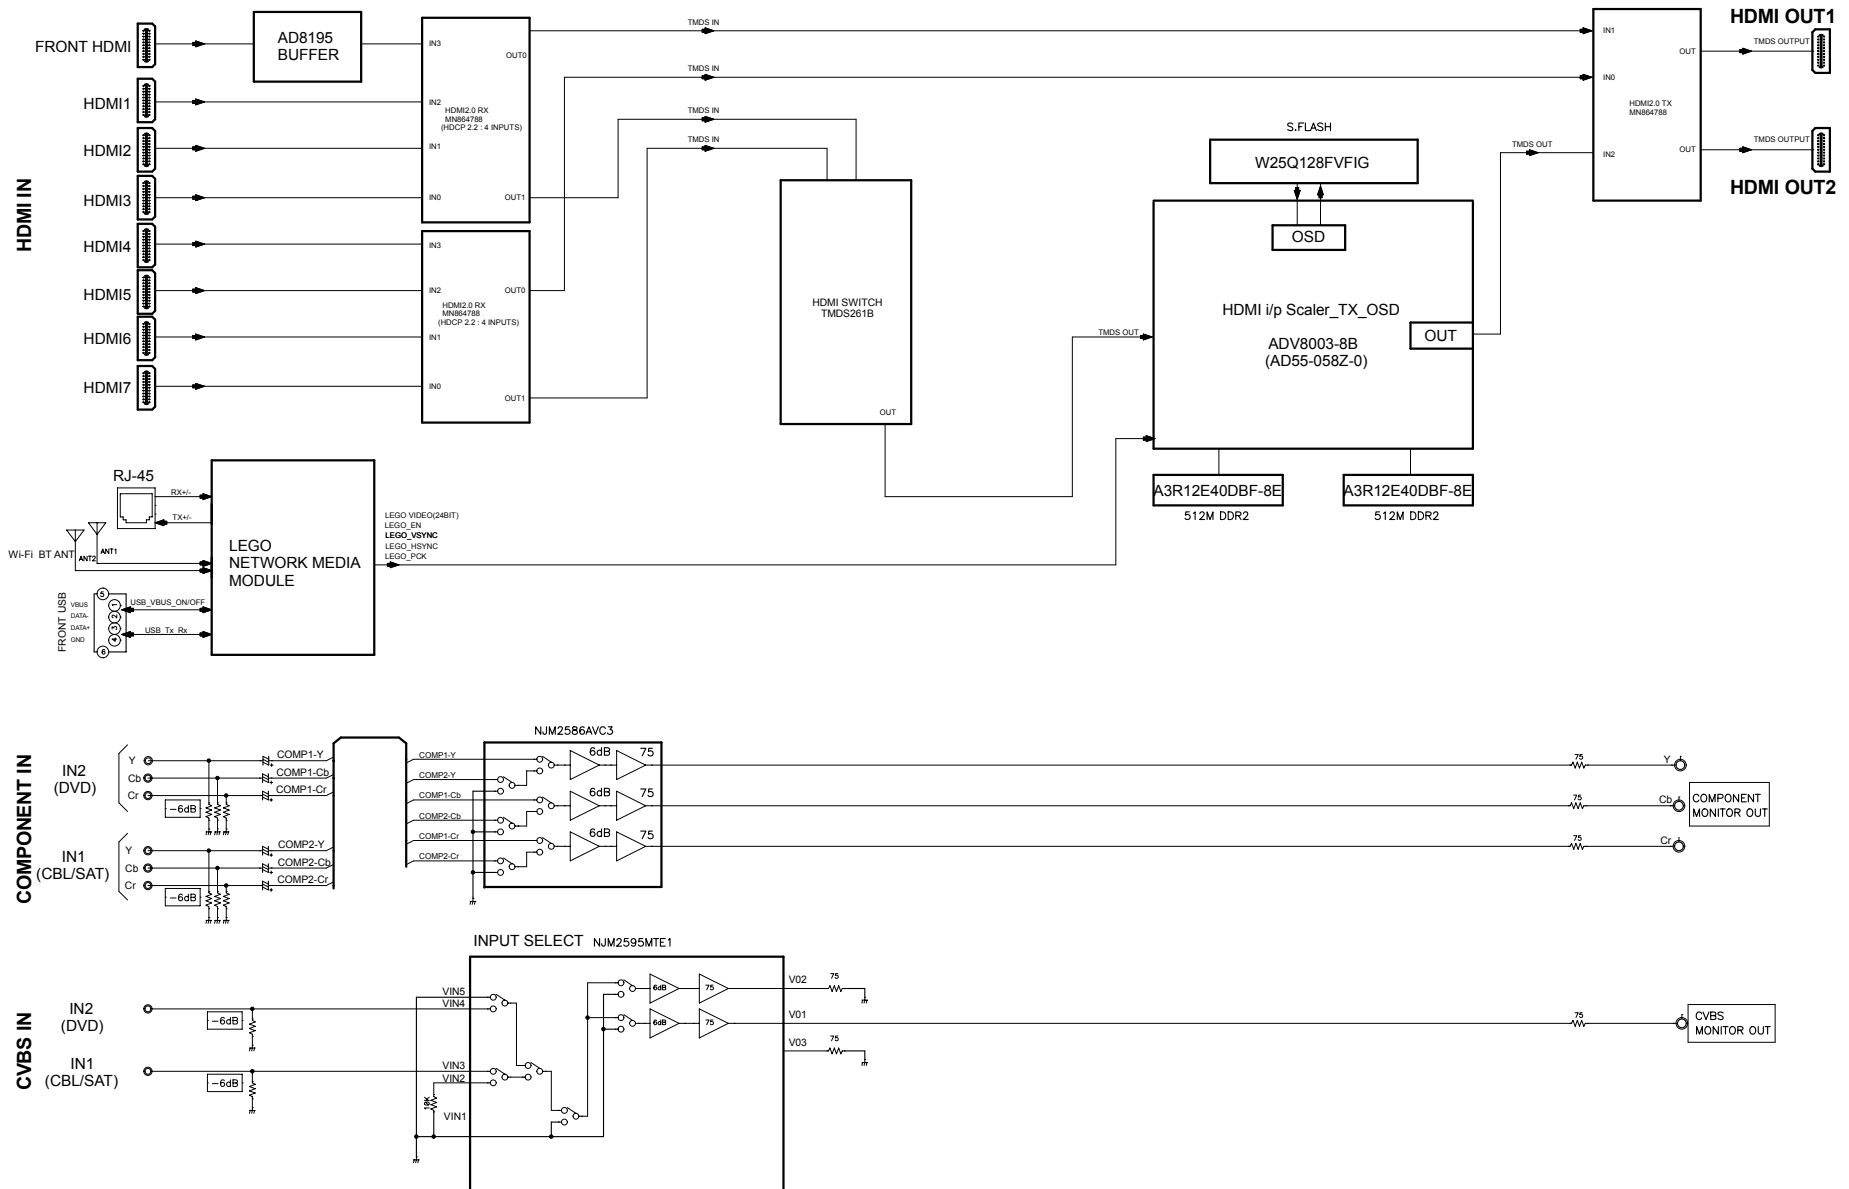 HDMI IN
FRONT HDMI
HDMI1
HDMI2
HDMI3
HDMI4
HDMI5
HDMI6
HDMI7
AD8195
BUFFER
IN3
OUT0
IN2
HDMI2.0 RX
MN864788
(HDCP 2.2 : 4 INPUTS)
IN1
IN0
OUT1
IN3
IN2
OUT0
HDMI2.0 RX
MN864788
(HDCP 2.2 : 4 INPUTS)
IN1
IN0
OUT1
TMDS IN
TMDS IN
TMDS IN
TMDS IN
HDMI SWITCH
TMDS261B
OUT
TMDS OUT
S.FLASH
W25Q128FVFIG
OSD
HDMI i/p Scaler_TX_OSD
ADV8003-8B
(AD55-058Z-0)
OUT
A3R12E40DBF-8E
512M DDR2
A3R12E40DBF-8E
512M DDR2
TMDS OUT
IN1
OUT
IN0
HDMI2.0 TX
MN864788
IN2
OUT
HDMI OUT1
TMDS OUTPUT
TMDS OUTPUT
HDMI OUT2
RJ-45
RX+/-
TX+/-
Wi-Fi BT ANT
ANT2
ANT1
FRONT USB
VBUS
DATA-
DATA+
GND
5
1
2
3
4
6
USB_VBUS_ON/OFF
USB_Tx_Rx
LEGO
NETWORK MEDIA
MODULE
LEGO VIDEO(24BIT)
LEGO_EN
LEGO_VSYNC
LEGO_HSYNC
LEGO_PCK
COMPONENT IN
IN2
(DVD)
Y
Cb
Cr
-6dB
COMP1-Y
COMP1-Cb
COMP1-Cr
IN1
(CBL/SAT)
Y
Cb
Cr
-6dB
COMP2-Y
COMP2-Cb
COMP2-Cr
NJM2586AVC3
COMP1-Y
COMP2-Y
COMP1-Cb
COMP2-Cb
COMP1-Cr
COMP2-Cr
6dB
75
6dB
75
6dB
75
75
Y
75
Cb
75
Cr
COMPONENT
MONITOR OUT
INPUT SELECT NJM2595MTE1
CVBS IN
IN2
(DVD)
-6dB
IN1
(CBL/SAT)
-6dB
VIN5
VIN4
VIN3
VIN2
10K
VIN1
6dB
75
6dB
75
V02
75
V01
V03
75
75
CVBS
MONITOR OUT